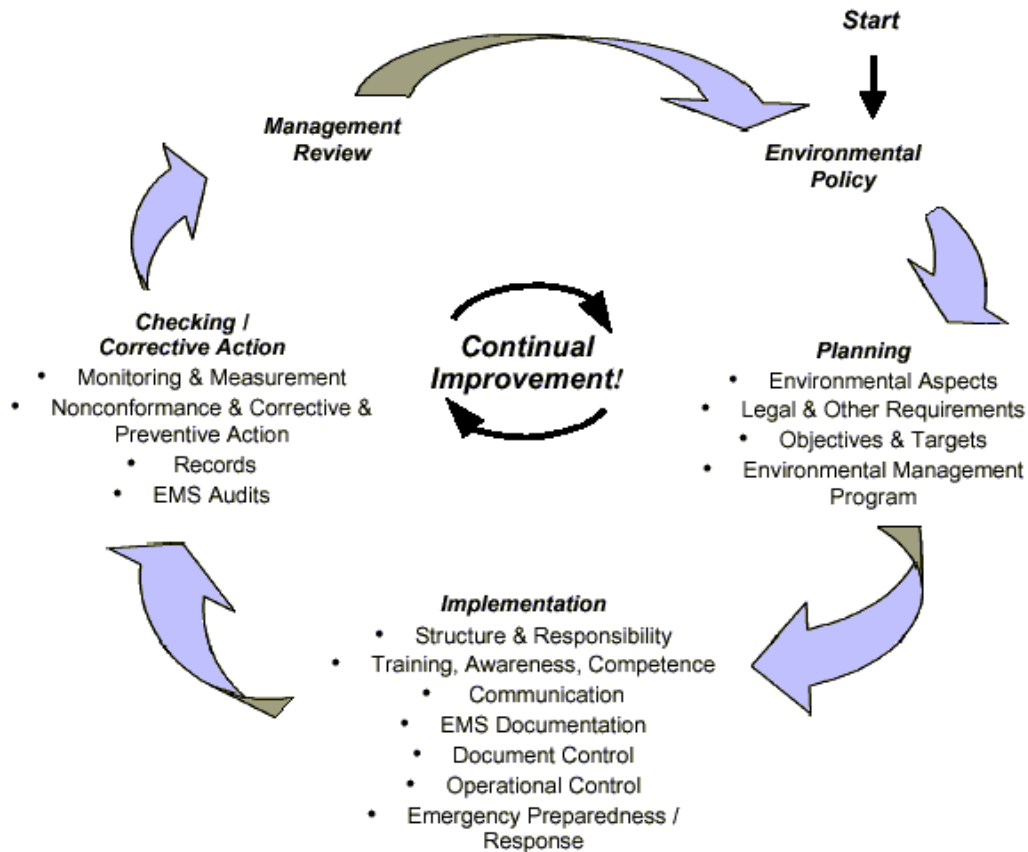 Start
Management
Review
Environmental
Policy
Checking /
Corrective Action
• Monitoring & Measurement
• Nonconformance & Corrective &
Preventive Action
• Records
• EMS Audits
Continual
Improvement!
Planning
• Environmental Aspects
• Legal & Other Requirements
• Objectives & Targets
• Environmental Management
Program
Implementation
• Structure & Responsibility
• Training, Awareness, Competence
• Communication
• EMS Documentation
• Document Control
• Operational Control
• Emergency Preparedness /
Response